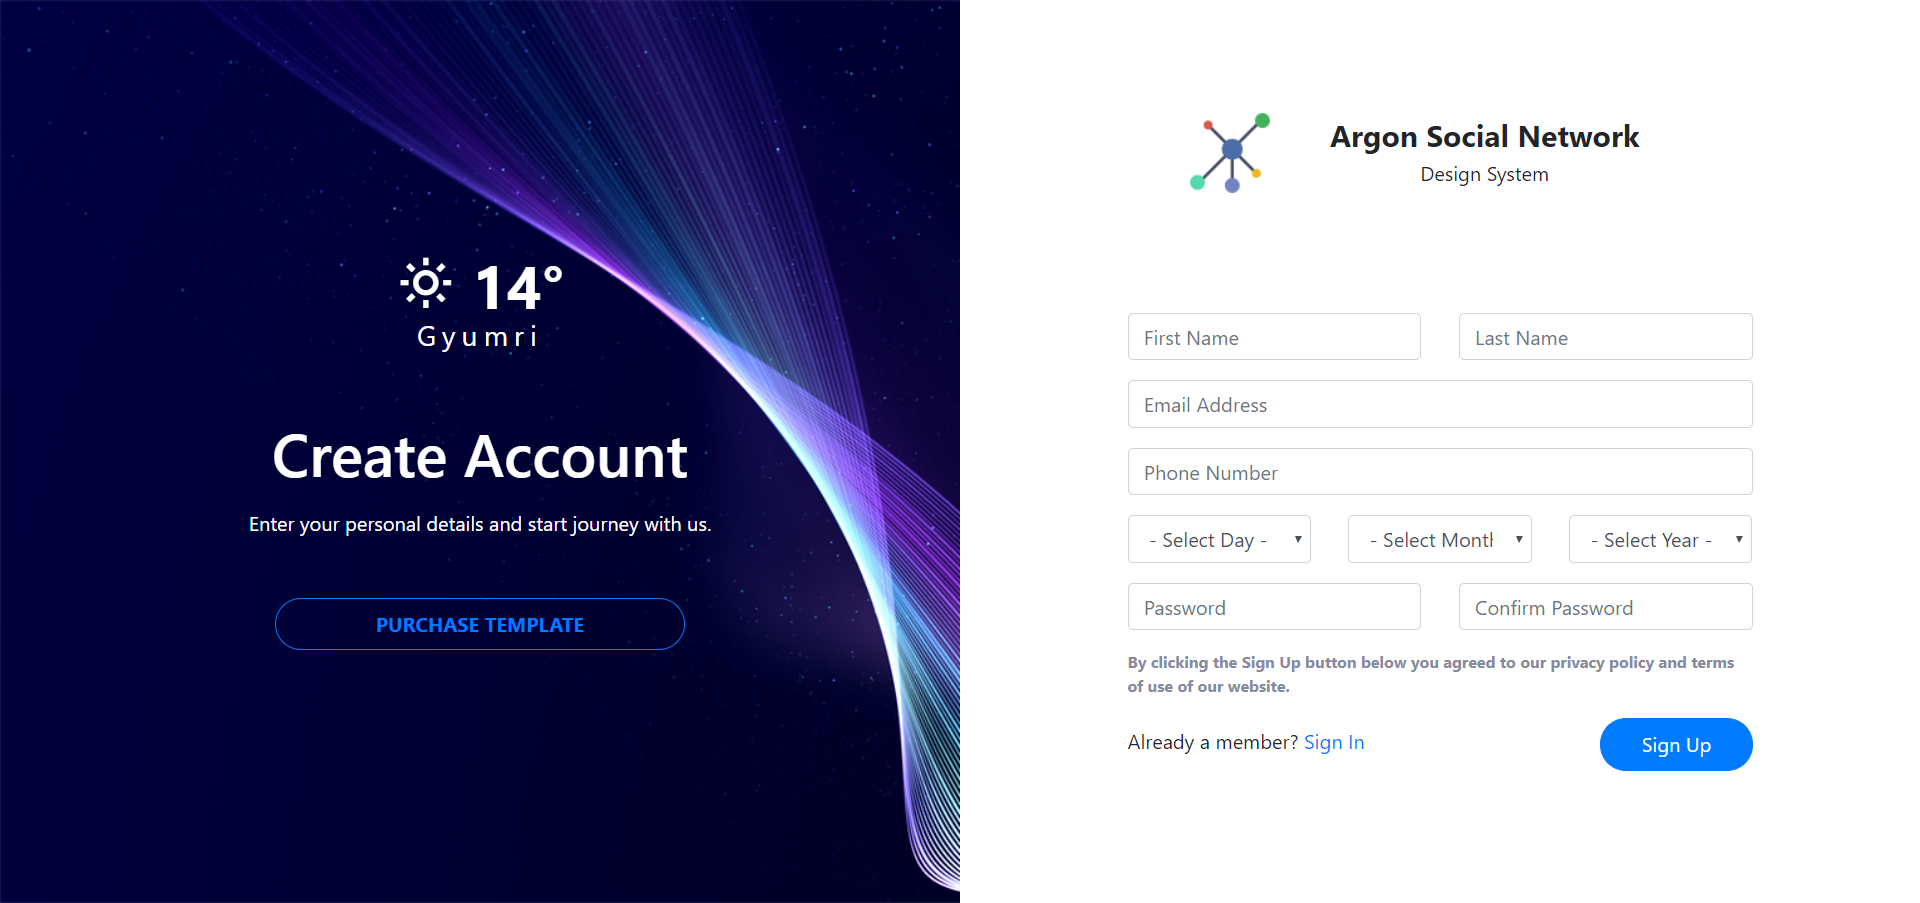 14°
Gyumri
Create Account
Enter your personal details and start journey with us.
PURCHASE TEMPLATE
Argon Social Network
Design System
First Name
Last Name
Email Address
Phone Number
- Select Day -
- Select Month
- Select Year -
Password
Confirm Password
By clicking the Sign Up button below you agreed to our privacy policy and terms
of use of our website.
Already a member? Sign In
Sign Up